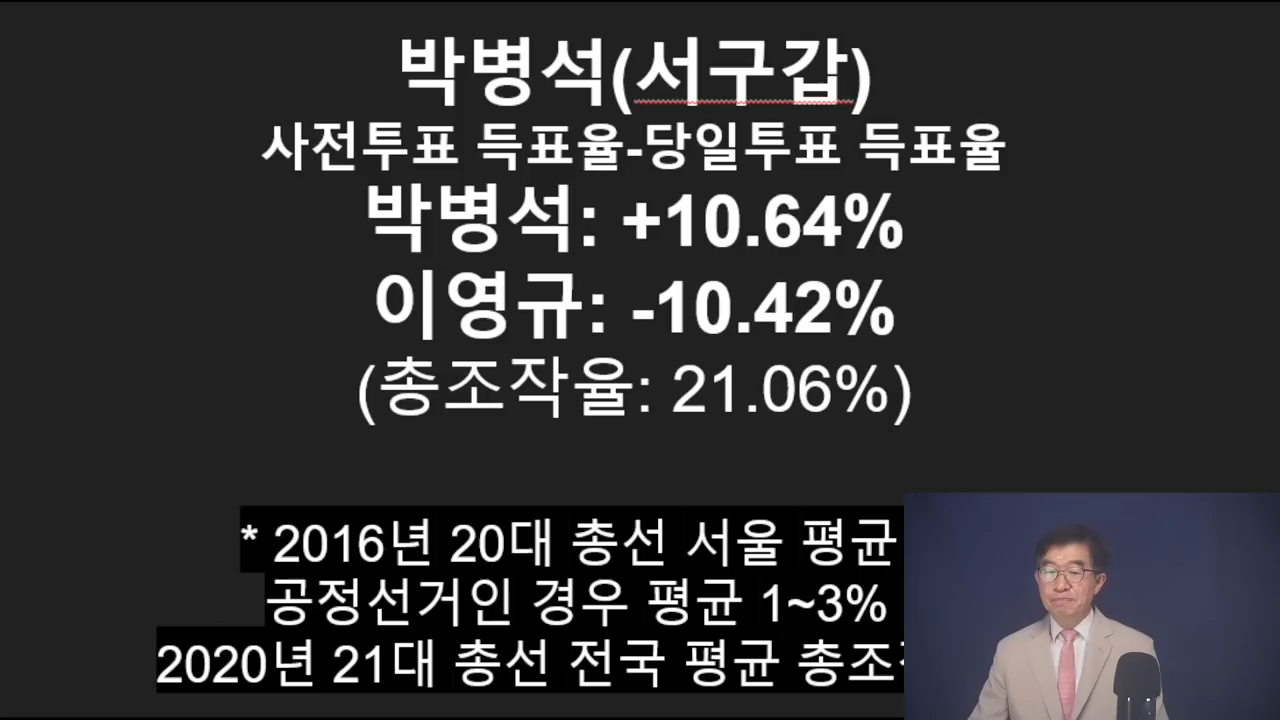 박병석(서구갑)
사전투표 득표율-당일투표 득표율
박병석: +10.64%
이영규: -10.42%
(총조작율: 21.06%)
* 2016년 20대 총선 서울 평균
공정선거인 경우 평균 1~3%
2020년 21대 총선 전국 평균